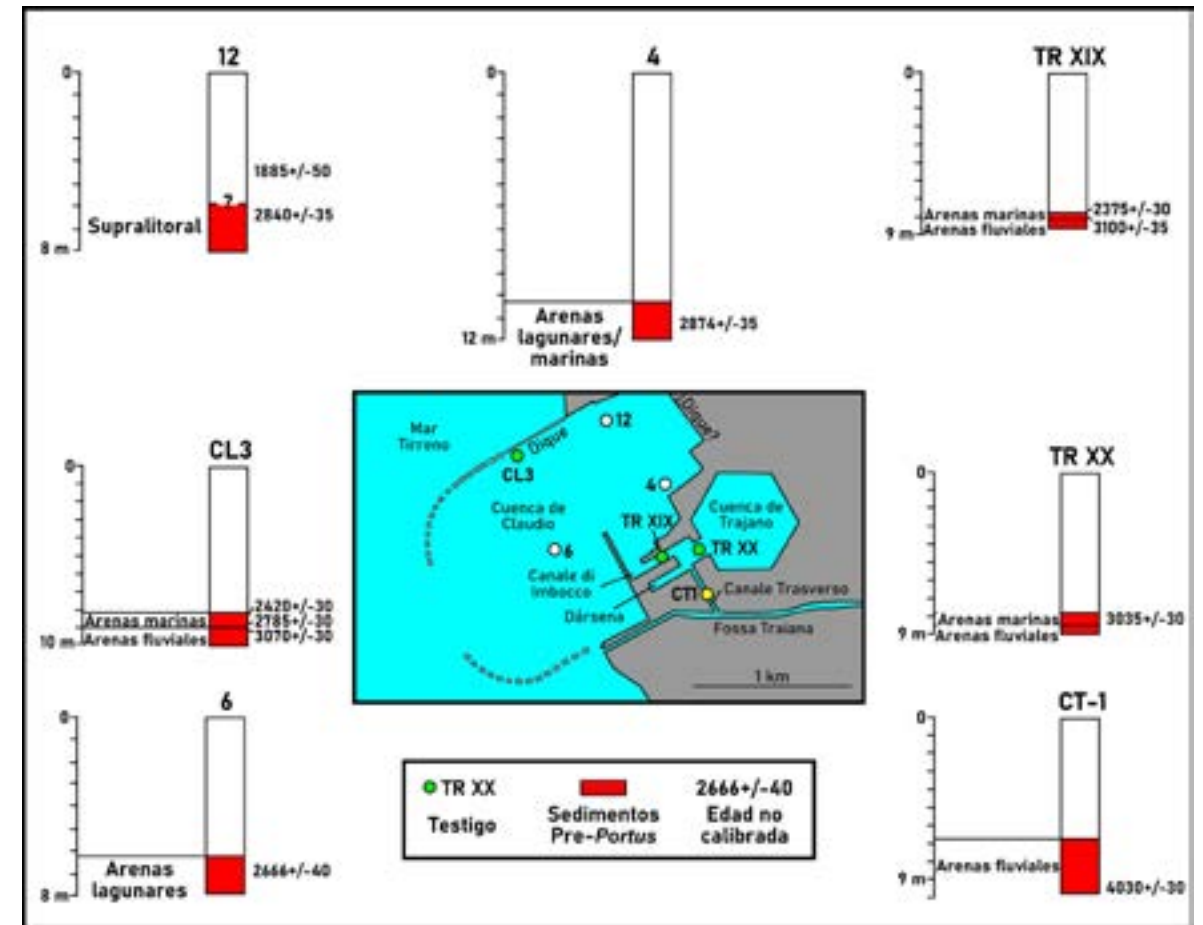 12
0
1885+/-50
?
2840+/-35
Supralitoral
8 m
4
0
2874+/-35
12 m
Arenas
lagunares/
marinas
TR XIX
0
Arenas marinas
2375+/-30
9 m
Arenas fluviales
3100+/-35
CL3
0
2420+/-30
Arenas marinas
2785+/-30
10 m
Arenas fluviales
3070+/-30
Mar
Tirreno
Dique
12
¿Dique?
CL3
4
Cuenca de
Claudio
TR XIX
Cuenca de
Trajano
6
TR XX
Canale di
Imbocco
CT1
Canale Trasverso
Dársena
Fossa Traiana
1 km
TR XX
0
Arenas marinas
3035+/-30
9 m
Arenas fluviales
6
0
Arenas
lagunares
2666+/-40
8 m
TR XX
Testigo
Sedimentos
Pre-Portus
2666+/-40
Edad no
calibrada
CT-1
0
Arenas fluviales
9 m
4030+/-30